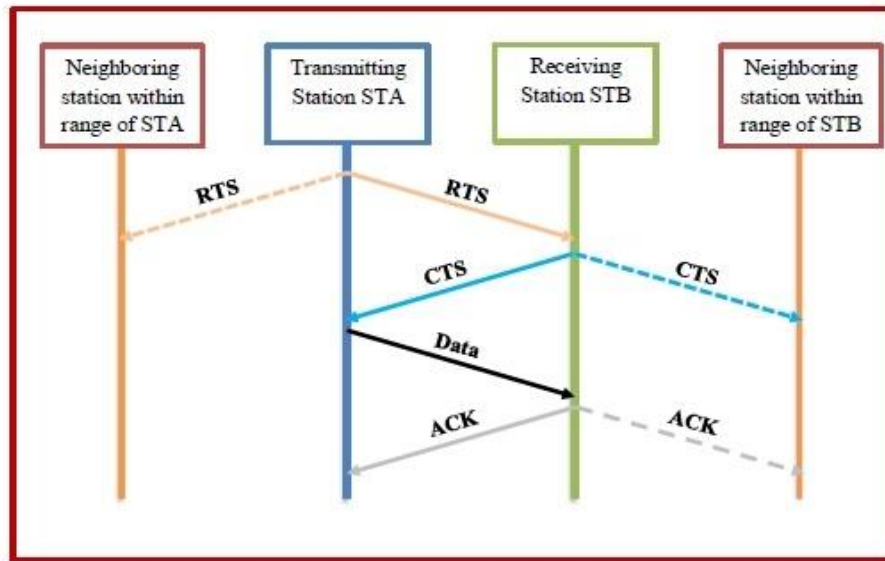 Neighboring
station within
range of STA
Transmitting
Station STA
Receiving
Station STB
Neighboring
station within
range of STB
RTS
RTS
CTS
CTS
Data
ACK
ACK